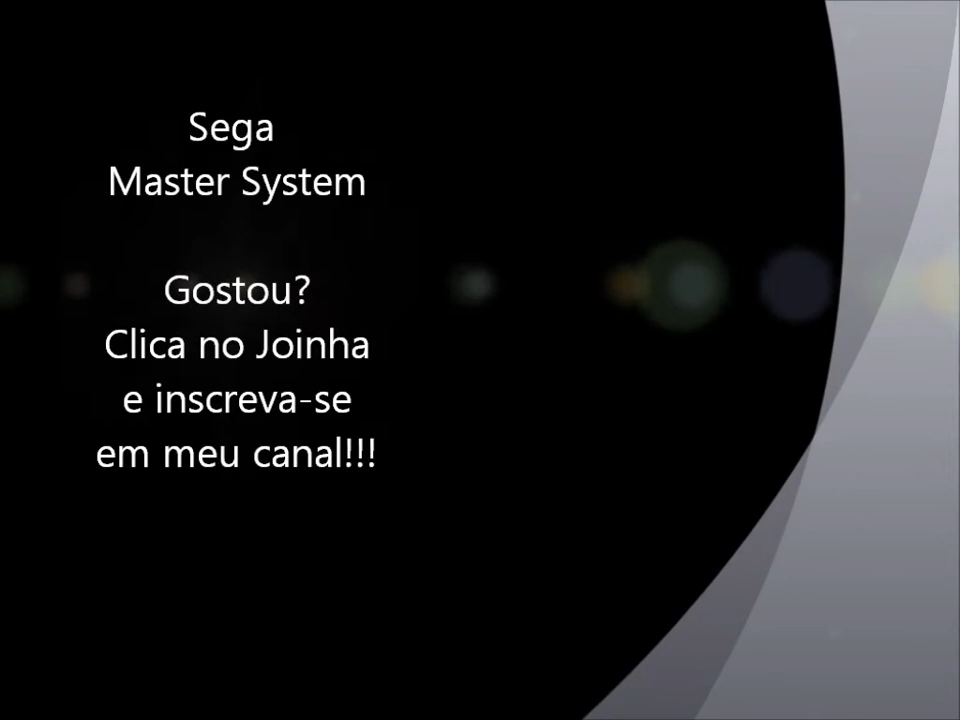 Sega
Master System
Gostou?
Clica no Joinha
e inscreva-se
em meu canal!!!